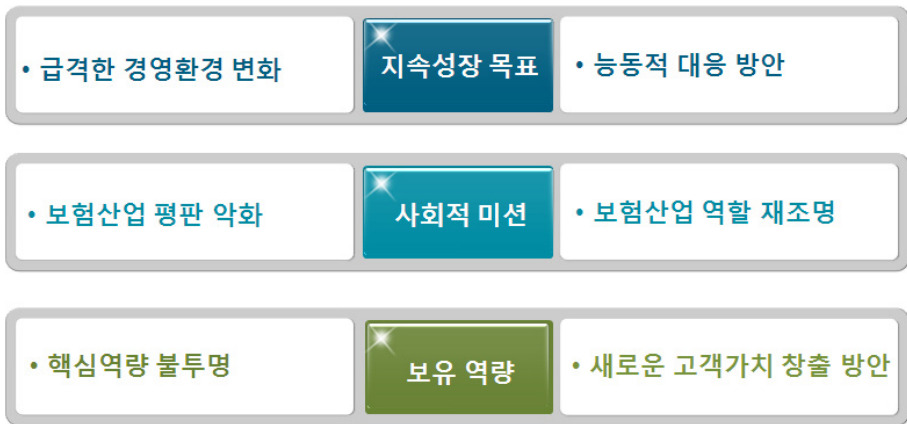 • 급격한 경영환경 변화
지속성장 목표
• 능동적 대응 방안
• 보험산업 평판 악화
사회적 미션
• 보험산업 역할 재조명
• 핵심역량 불투명
보유 역량
• 새로운 고객가치 창출 방안